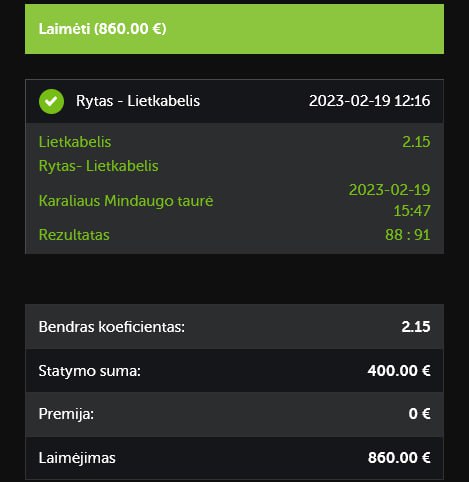 Laimėti (860.00 €)
Rytas - Lietkabelis 2023-02-19 12:16
Lietkabelis 2.15
Rytas- Lietkabelis
Karaliaus Mindaugo taurė 2023-02-19
15:47
Rezultatas 88 : 91
Bendras koeficientas: 2.15
Statymo suma: 400.00 €
Premija: 0 €
Laimėjimas 860.00 €